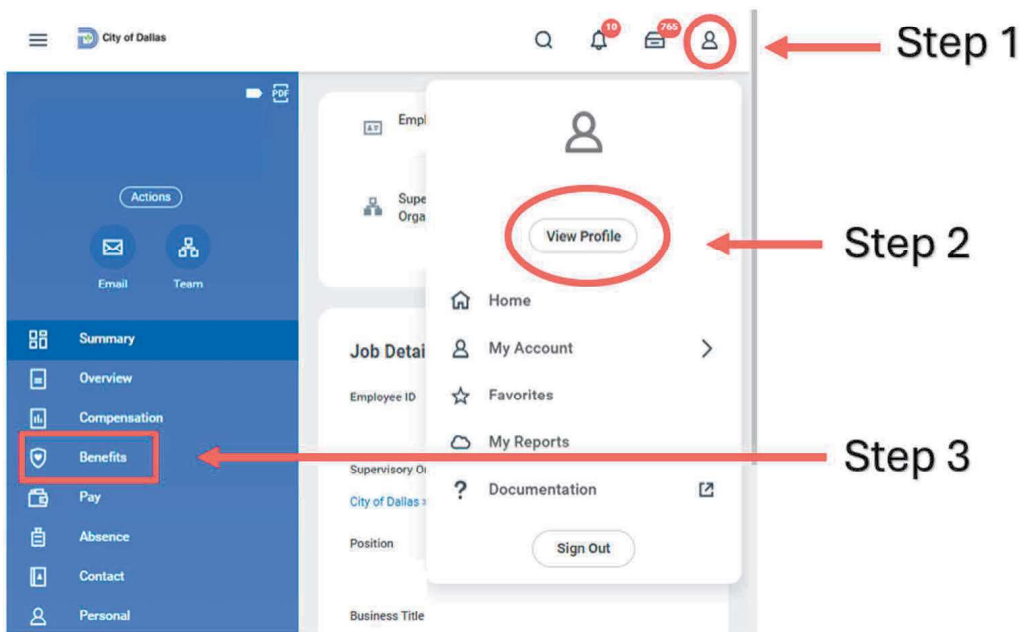 City of Dallas
10
765
Step 1
PDF
Actions
Email
Team
Summary
Overview
Compensation
Benefits
Pay
Absence
Contact
Personal
Empl
Supe
Orga
Job Detai
Employee ID
Supervisory O
City of Dallas >
Position
Business Title
View Profile
Step 2
Home
My Account
Favorites
My Reports
? Documentation
Sign Out
Step 3